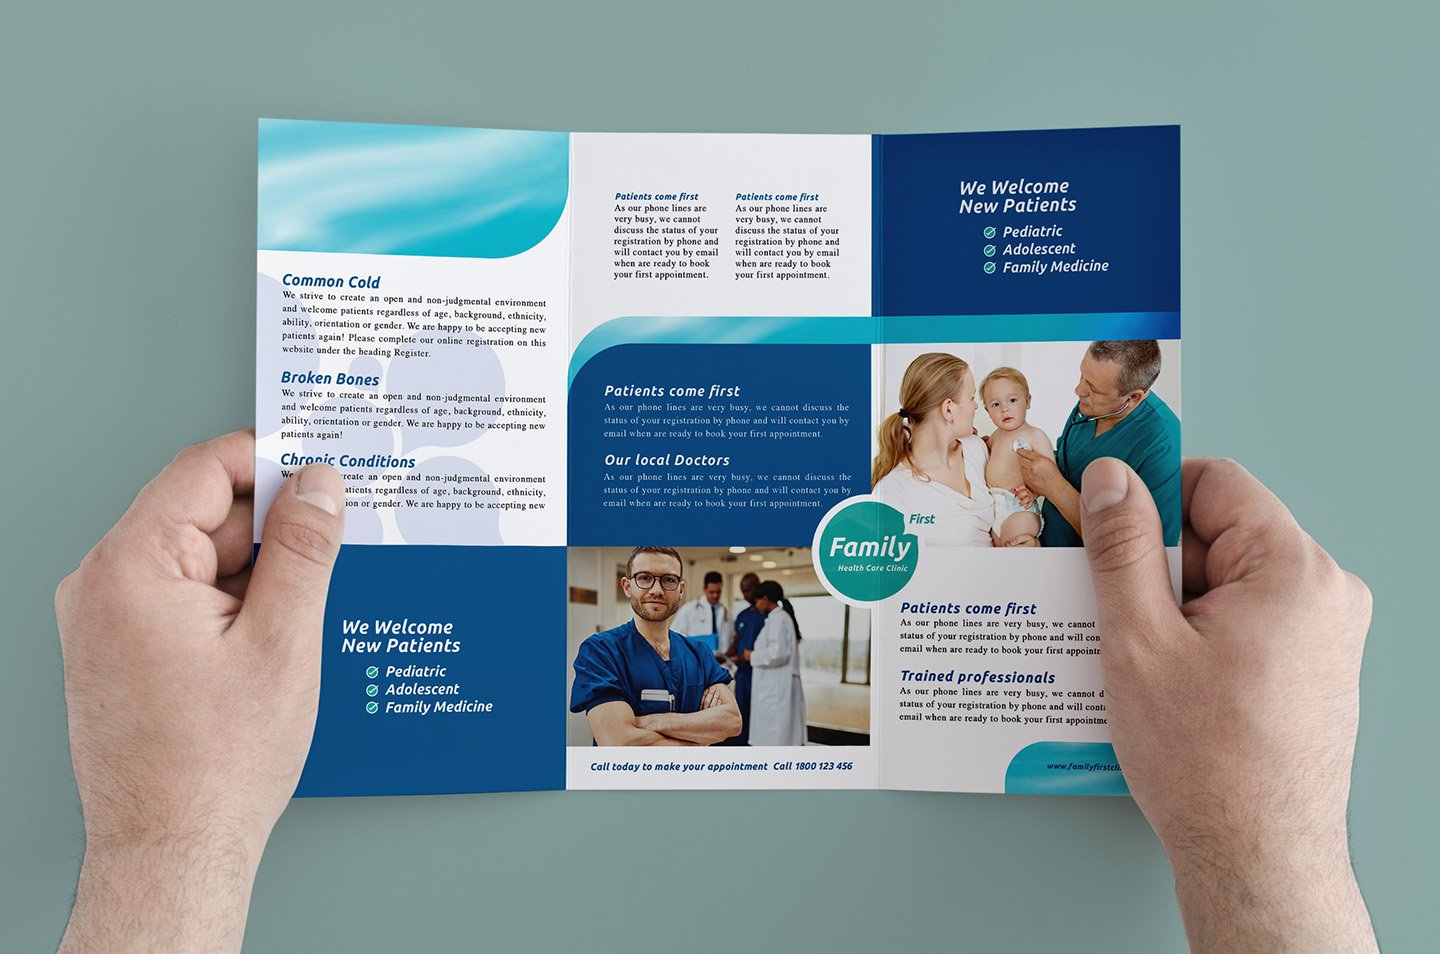 Common Cold
We strive to create an open and non-judgmental environment
and welcome patients regardless of age, background, ethnicity,
ability, orientation or gender. We are happy to be accepting new
patients again! Please complete our online registration on this
website under the heading Register.
Broken Bones
We strive to create an open and non-judgmental environment
and welcome patients regardless of age, background, ethnicity,
ability, orientation or gender. We are happy to be accepting new
patients again!
Chronic Conditions
We create an open and non-judgmental environment
patients regardless of age, background, ethnicity,
or gender. We are happy to be accepting new
We Welcome
New Patients
Pediatric
Adolescent
Family Medicine
Patients come first
As our phone lines are
very busy, we cannot
discuss the status of your
registration by phone and
will contact you by email
when are ready to book
your first appointment.
Patients come first
As our phone lines are
very busy, we cannot
discuss the status of your
registration by phone and
will contact you by email
when are ready to book
your first appointment.
Patients come first
As our phone lines are very busy, we cannot discuss the
status of your registration by phone and will contact you by
email when are ready to book your first appointment.
Our local Doctors
As our phone lines are very busy, we cannot discuss the
status of your registration by phone and will contact you by
email when are ready to book your first appointment.
Call today to make your appointment Call 1800 123 456
We Welcome
New Patients
Pediatric
Adolescent
Family Medicine
First
Family
Health Care Clinic
Patients come first
As our phone lines are very busy, we cannot
status of your registration by phone and will con
email when are ready to book your first appointm
Trained professionals
As our phone lines are very busy, we cannot d
status of your registration by phone and will conta
email when are ready to book your first appointme
www.familyfirstcli